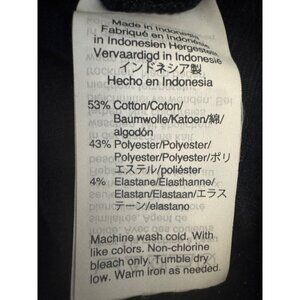 Made in Indonesia
Fabriqué en Indonésie
in Indonesien Hergestellt
Vervaardigd in Indonesie
インドネシア製
Hecho en Indonesia
53% Cotton/Coton/
Baumwolle/Katoen/綿/
algodón
43% Polyester/Polyester/
Polyester/Polyester/ポリ
エステル/poliéster
4% Elastane/Élasthanne/
Elastan/Elastaan/エラス
テーン/elastano
Machine wash cold. With
like colors. Non-chlorine
bleach only. Tumble dry
low. Warm iron as needed.